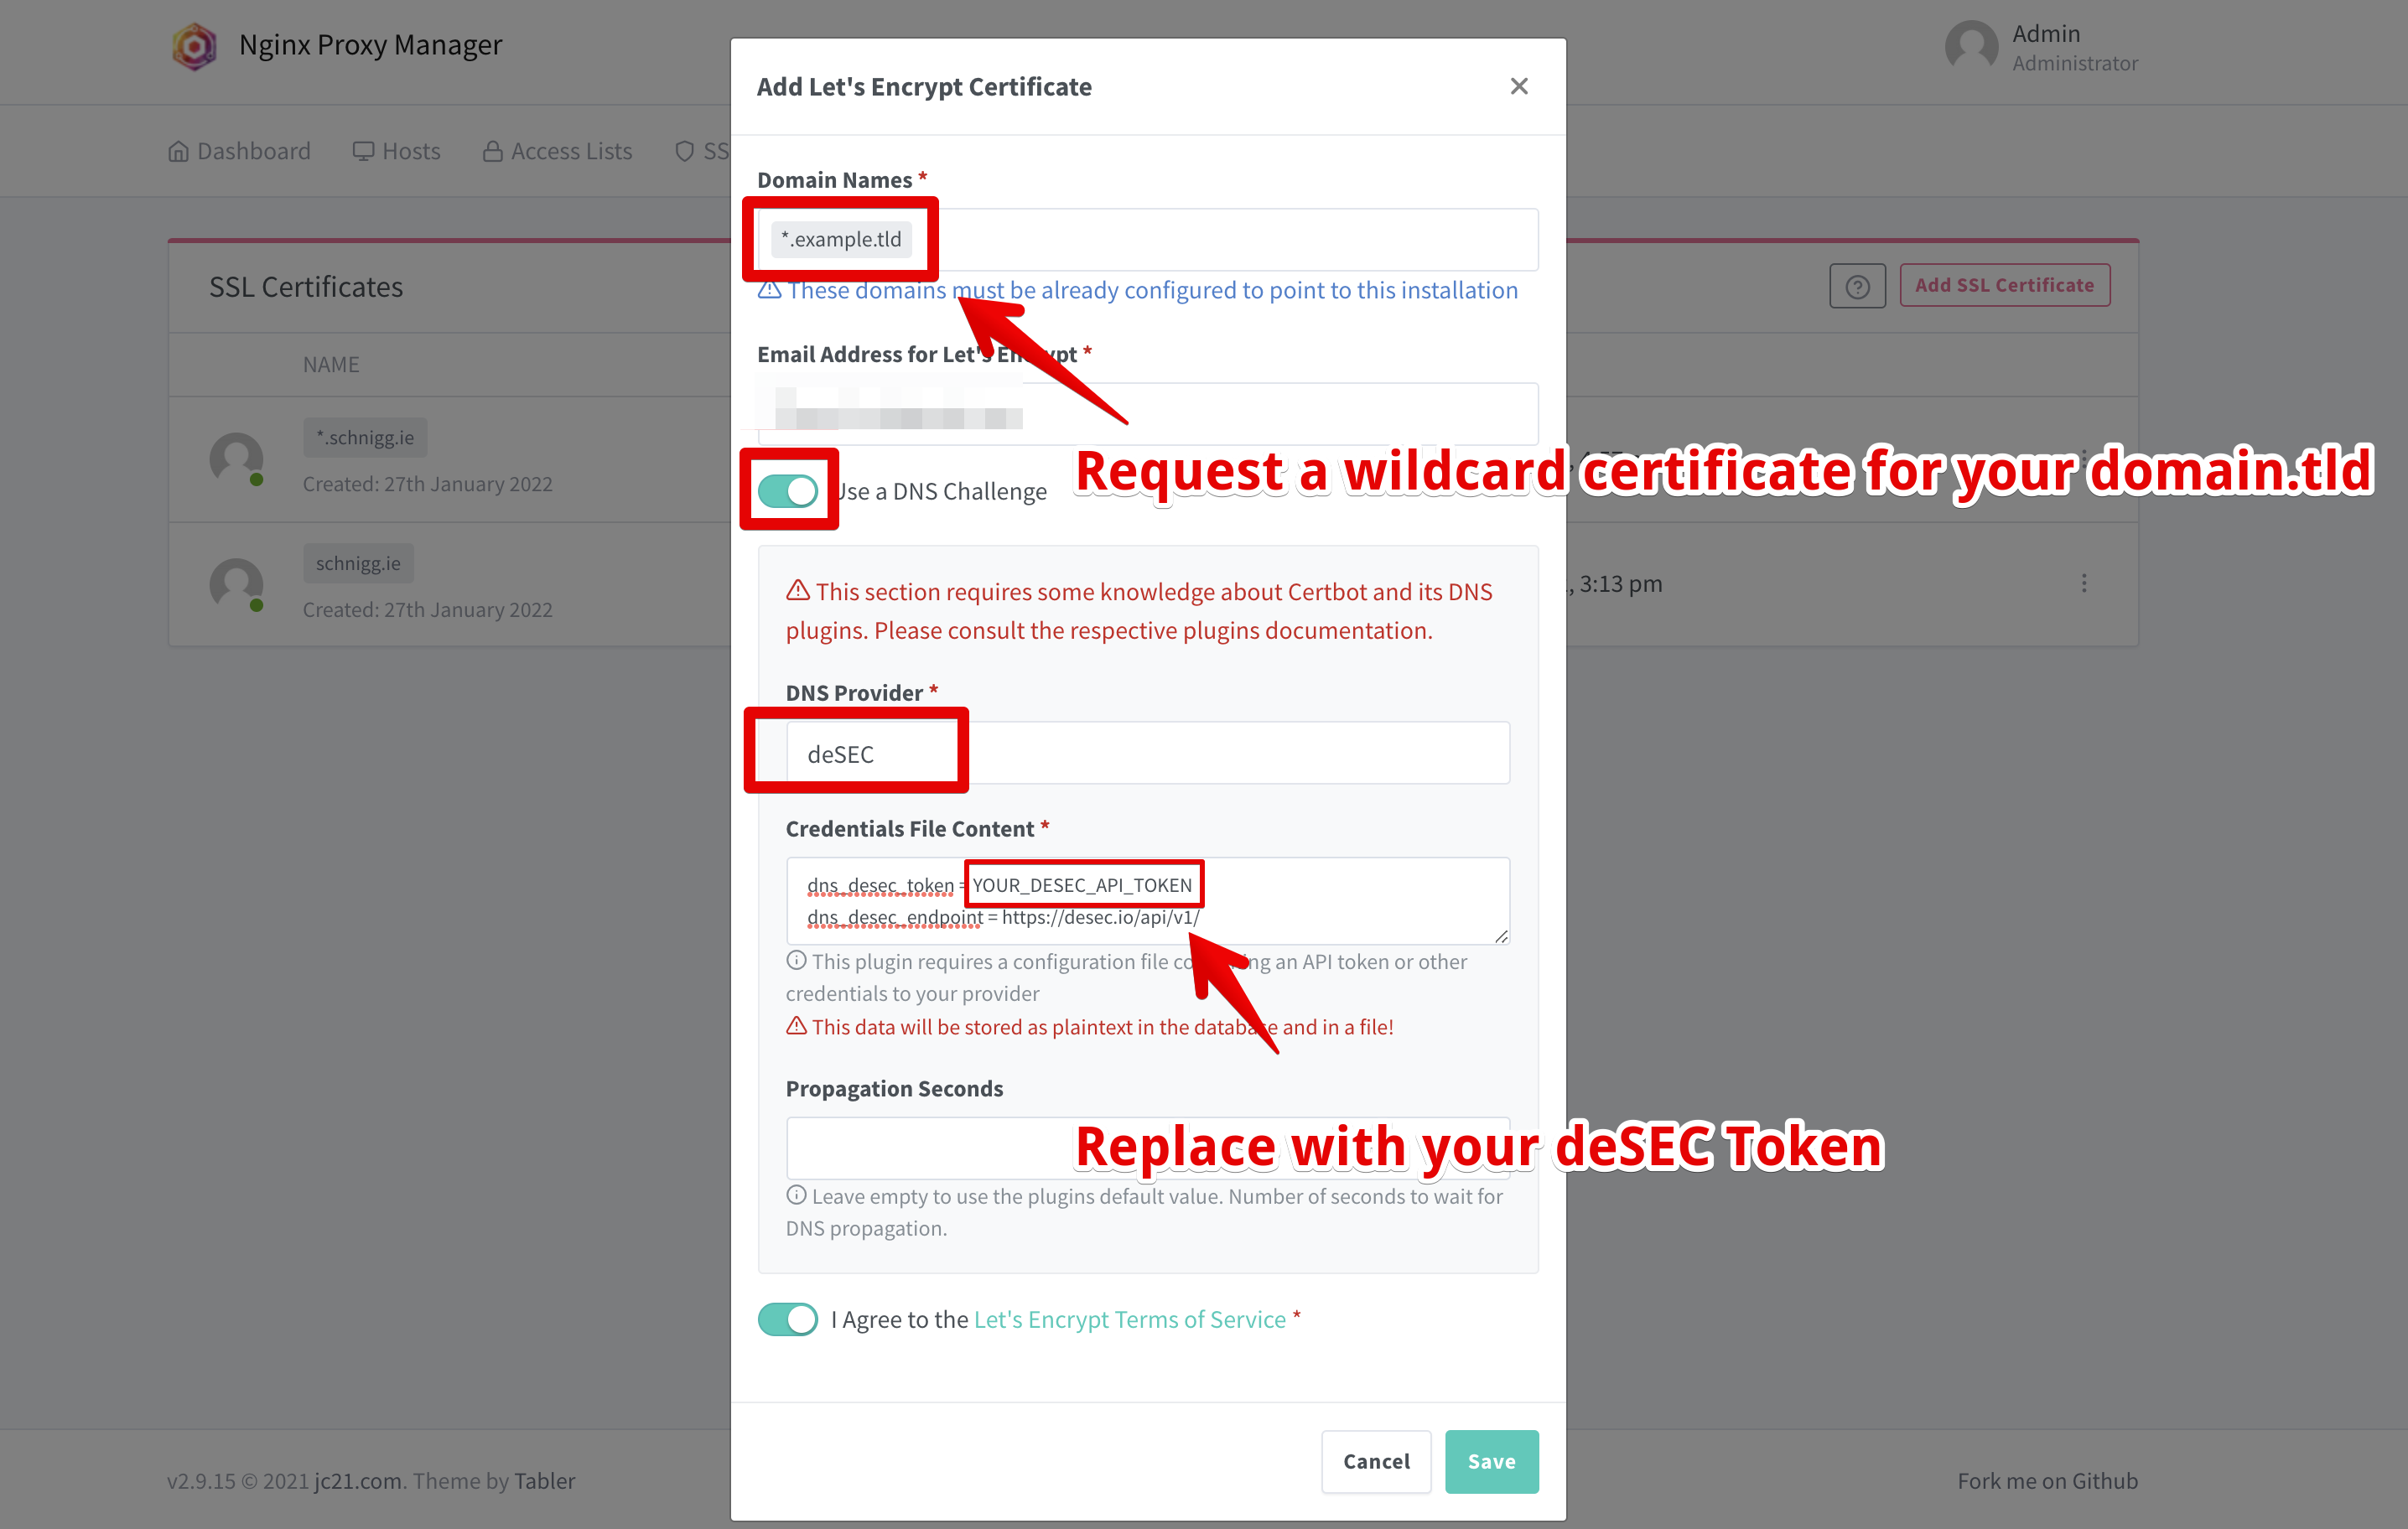 Nginx Proxy Manager
Admin
Administrator
Dashboard
Hosts
Access Lists
SS
Add Let's Encrypt Certificate
Domain Names *
*.example.tld
These domains must be already configured to point to this installation
Email Address for Let's Encrypt *
Use a DNS Challenge
Request a wildcard certificate for your domain.tld
This section requires some knowledge about Certbot and its DNS
plugins. Please consult the respective plugins documentation.
DNS Provider *
deSEC
Credentials File Content *
dns_desec_token = YOUR_DESEC_API_TOKEN
dns_desec_endpoint = https://desec.io/api/v1/
This plugin requires a configuration file containing an API token or other
credentials to your provider
This data will be stored as plaintext in the database and in a file!
Propagation Seconds
Replace with your deSEC Token
Leave empty to use the plugins default value. Number of seconds to wait for
DNS propagation.
I Agree to the Let's Encrypt Terms of Service *
Cancel
Save
SSL Certificates
Add SSL Certificate
NAME
*.schnigg.ie
Created: 27th January 2022
schnigg.ie
Created: 27th January 2022
, 3:13 pm
v2.9.15 © 2021 jc21.com. Theme by Tabler
Fork me on Github